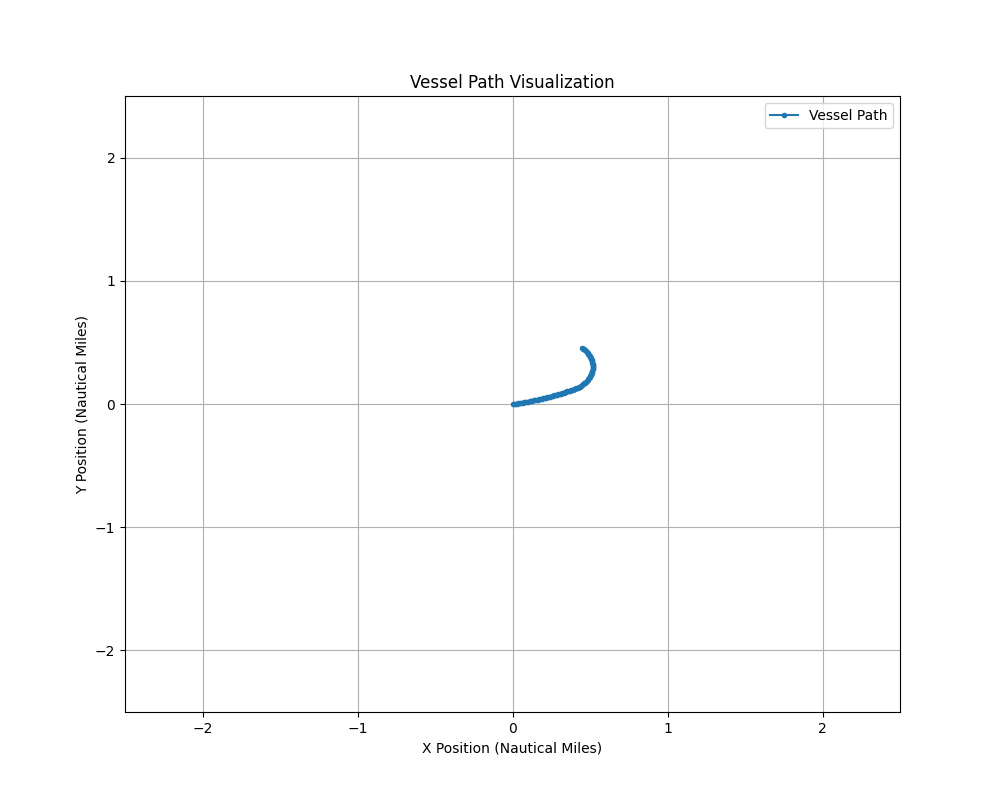 Vessel Path Visualization
Vessel Path
2
1
0
−1
−2
Y Position (Nautical Miles)
−2
−1
0
1
2
X Position (Nautical Miles)